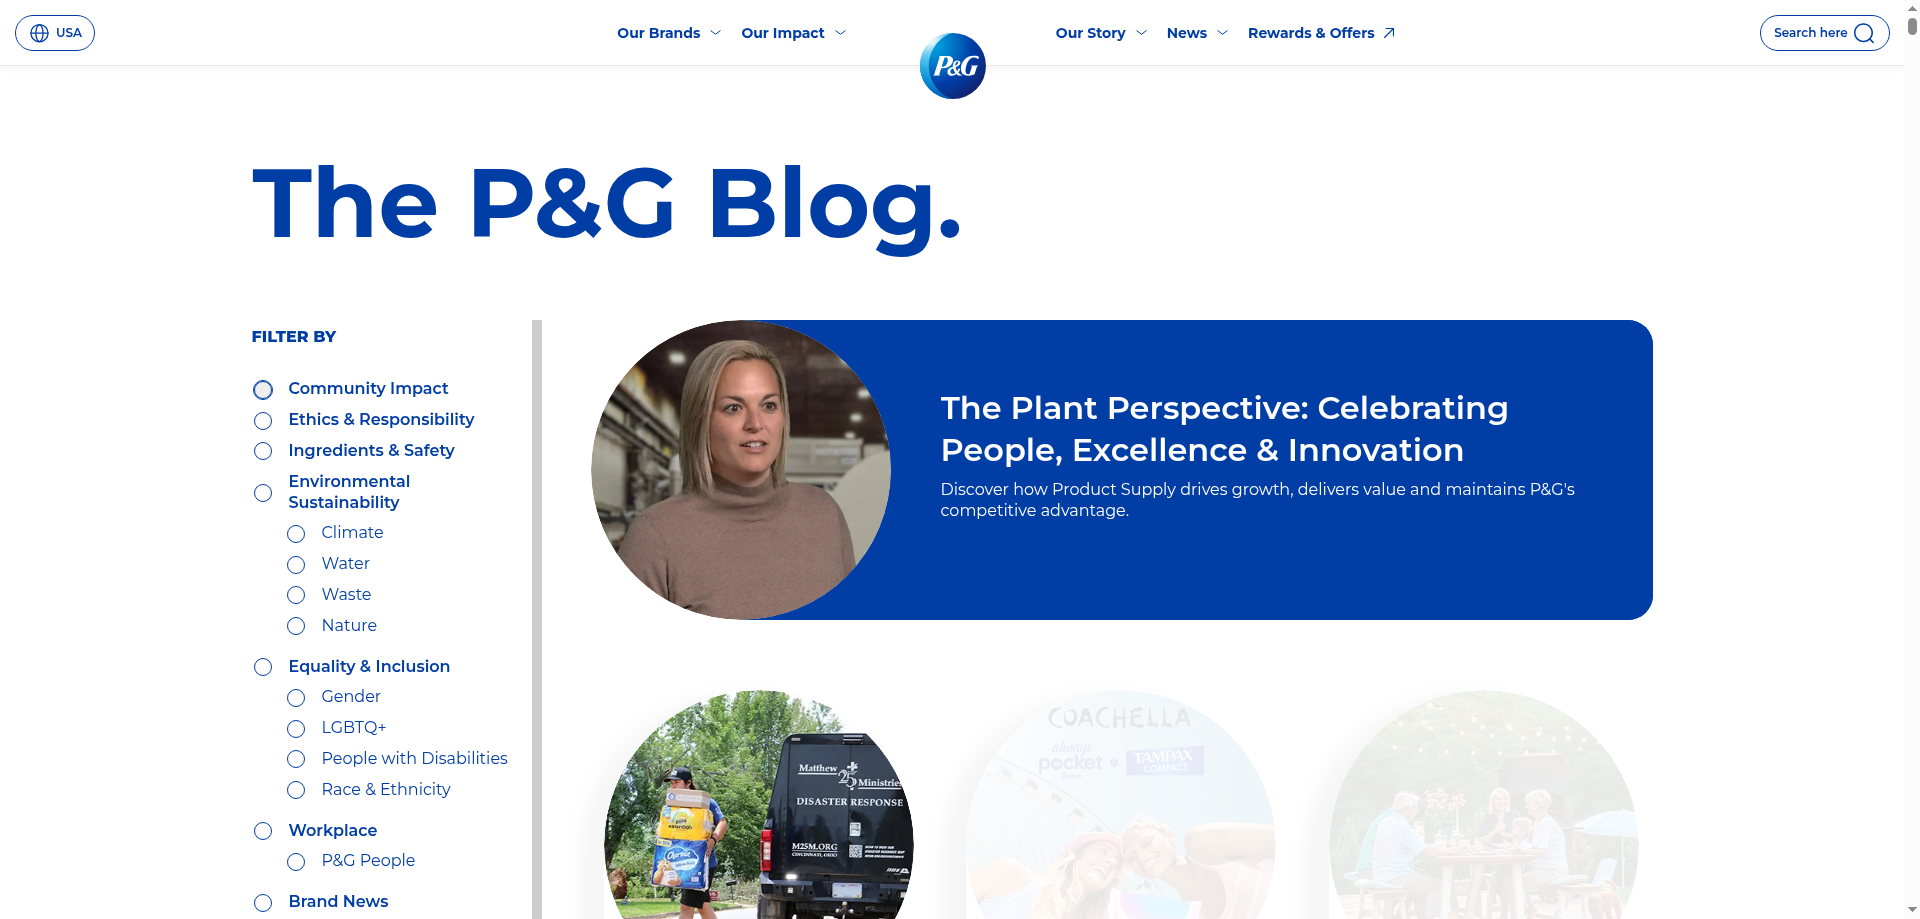 USA
Our Brands
Our Impact
P&G
Our Story
News
Rewards & Offers
Search here
The P&G Blog.
FILTER BY
Community Impact
Ethics & Responsibility
Ingredients & Safety
Environmental
Sustainability
Climate
Water
Waste
Nature
Equality & Inclusion
Gender
LGBTQ+
People with Disabilities
Race & Ethnicity
Workplace
P&G People
Brand News
The Plant Perspective: Celebrating
People, Excellence & Innovation
Discover how Product Supply drives growth, delivers value and maintains P&G's
competitive advantage.
Matthew 25 Ministries
DISASTER RESPONSE
M25M.ORG
CINCINNATI, OHIO
essentials
Charmin
COACHELLA
always
pocket
TAMPAX
COMPACT